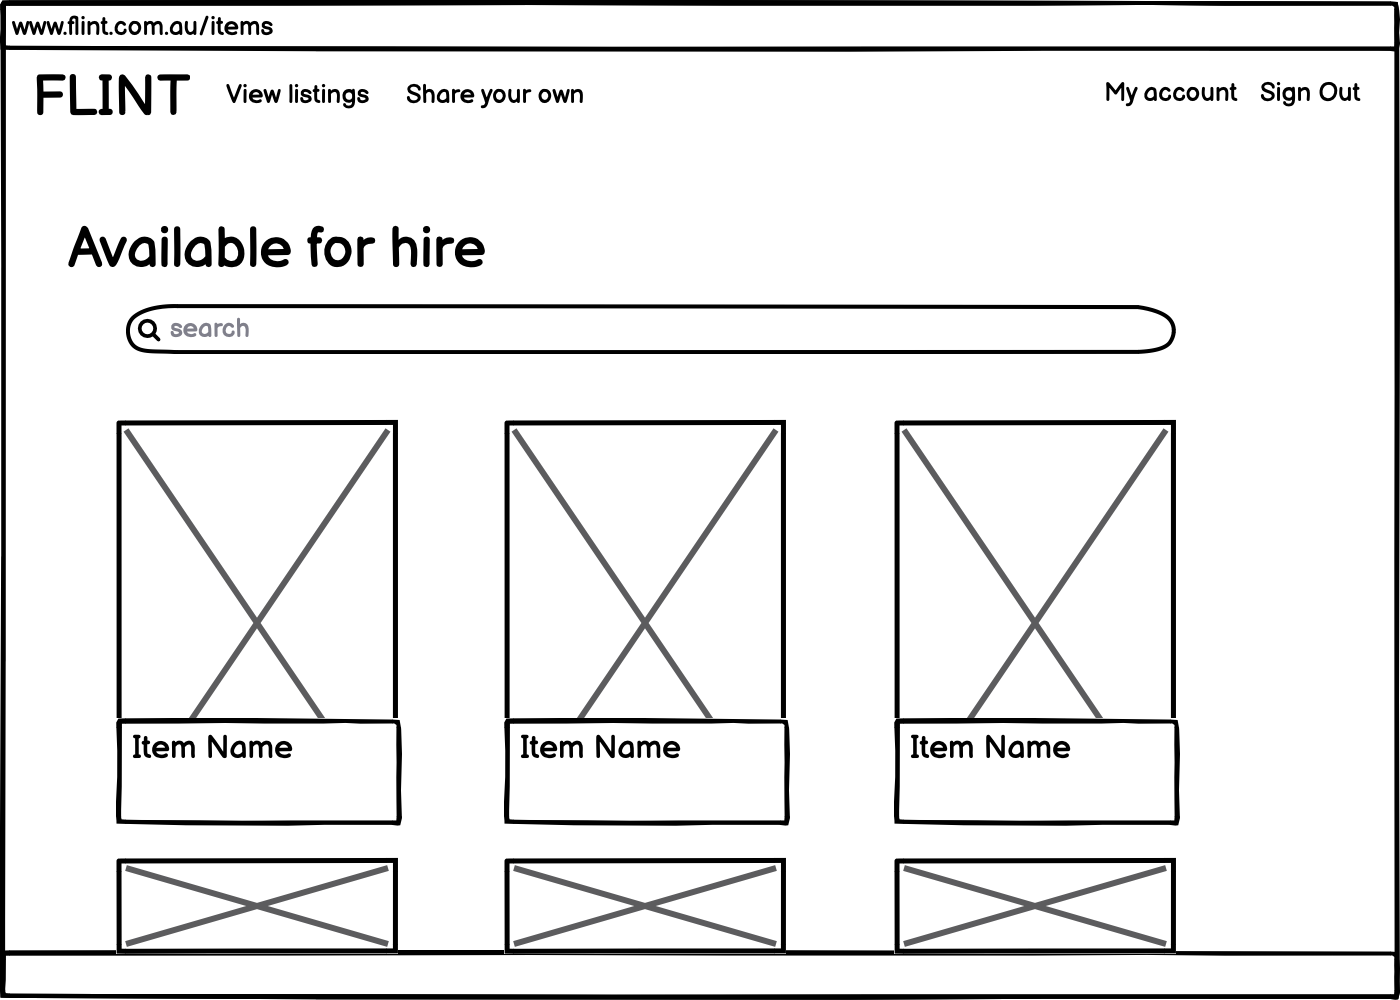 www.flint.com.au/items
FLINT View listings Share your own My account Sign Out
Available for hire
search
Item Name Item Name Item Name